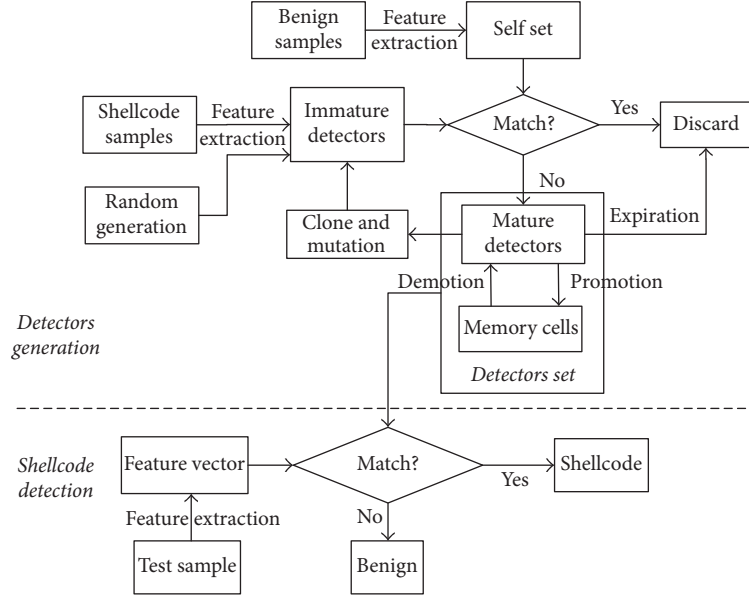 Benign
samples
Feature
extraction
Self set
Shellcode
samples
Feature
extraction
Immature
detectors
Match?
Yes
Discard
No
Random
generation
Clone and
mutation
Mature
detectors
Expiration
Demotion
Promotion
Memory cells
Detectors set
Detectors
generation
Shellcode
detection
Feature vector
Match?
Yes
Shellcode
Feature extraction
No
Test sample
Benign